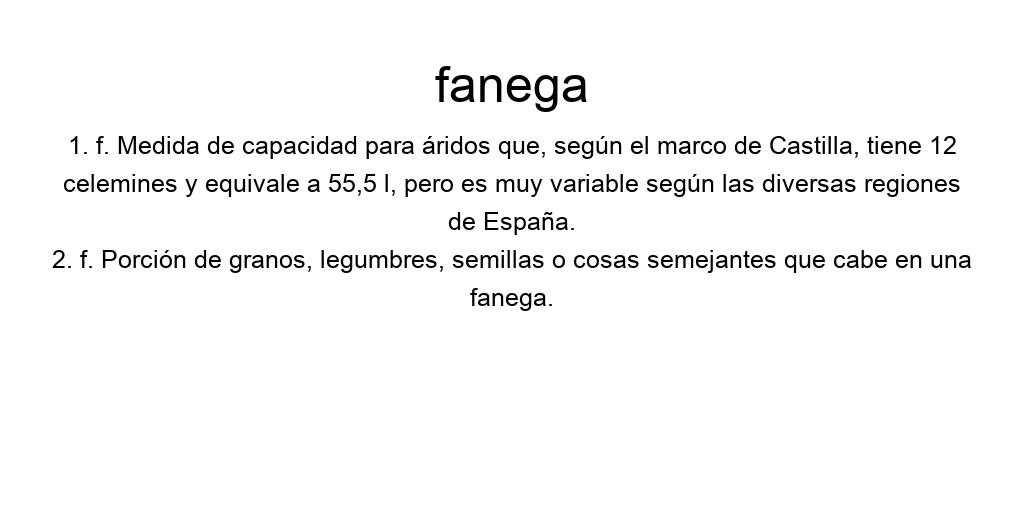 fanega
1. f. Medida de capacidad para áridos que, según el marco de Castilla, tiene 12
celemines y equivale a 55,5 l, pero es muy variable según las diversas regiones
de España.
2. f. Porción de granos, legumbres, semillas o cosas semejantes que cabe en una
fanega.